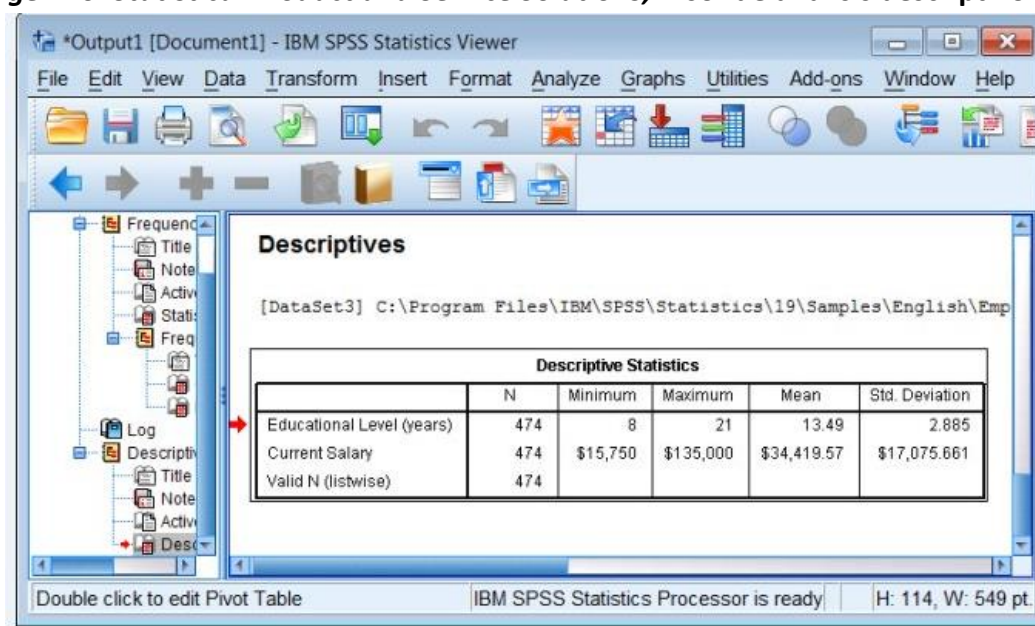 *Output1 [Document1] - IBM SPSS Statistics Viewer
File Edit View Data Transform Insert Format Analyze Graphs Utilities Add-ons Window Help
Frequenc
Title
Note
Activ
Stati
Freq
Log
Descriptiv
Title
Note
Activ
Desc
Descriptives
[DataSet3] C:\Program Files\IBM\SPSS\Statistics\19\Samples\English\Emp
Descriptive Statistics
N Minimum Maximum Mean Std. Deviation
Educational Level (years) 474 8 21 13.49 2.885
Current Salary 474 $15,750 $135,000 $34,419.57 $17,075.661
Valid N (listwise) 474
Double click to edit Pivot Table IBM SPSS Statistics Processor is ready H: 114, W: 549 pt.